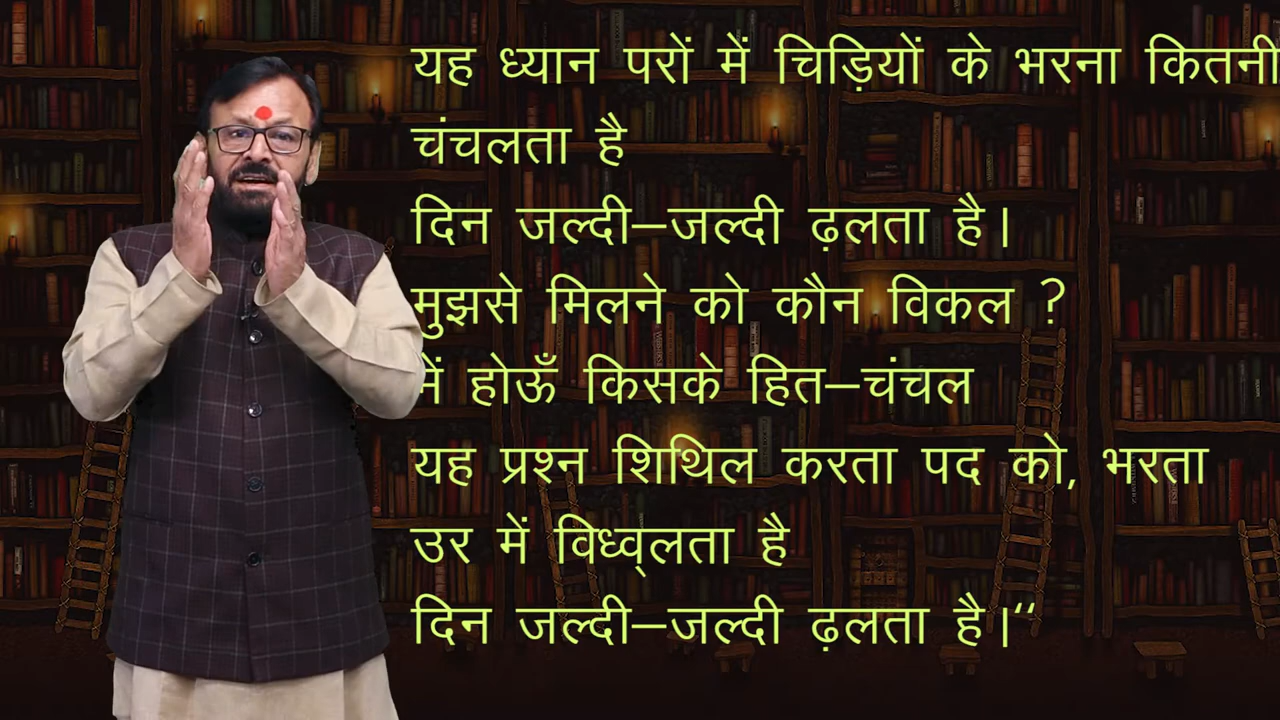 यह ध्यान परों में चिड़ियों के भरना कितनी
चंचलता है
दिन जल्दी–जल्दी ढ़लता है।
मुझसे मिलने को कौन विकल ?
में होऊँ किसके हित–चंचल
यह प्रश्न शिथिल करता पद को, भरता
उर में विध्व्लता है
दिन जल्दी–जल्दी ढ़लता है।‘‘